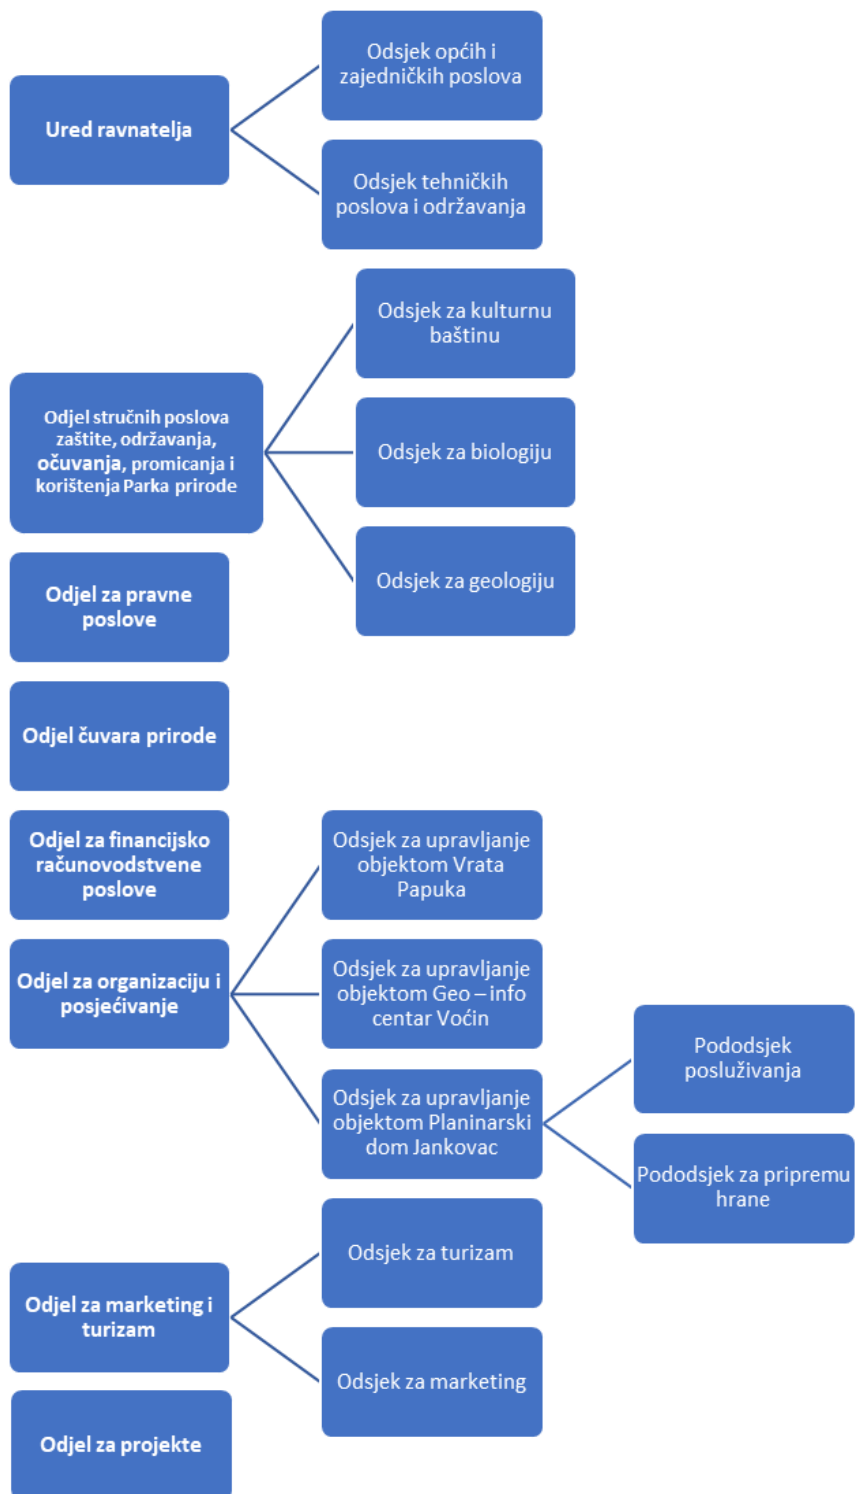 Ured ravnatelja
Odsjek općih i
zajedničkih poslova
Odsjek tehničkih
poslova i održavanja
Odjel stručnih poslova
zaštite, održavanja,
očuvanja, promicanja i
korištenja Parka prirode
Odsjek za kulturnu
baštinu
Odsjek za biologiju
Odsjek za geologiju
Odjel za pravne
poslove
Odjel čuvara prirode
Odjel za financijsko
računovodstvene
poslove
Odjel za organizaciju i
posjećivanje
Odsjek za upravljanje
objektom Vrata
Papuka
Odsjek za upravljanje
objektom Geo – info
centar Voćin
Odsjek za upravljanje
objektom Planinarski
dom Jankovac
Pododsjek
posluživanja
Pododsjek za pripremu
hrane
Odjel za marketing i
turizam
Odsjek za turizam
Odsjek za marketing
Odjel za projekte